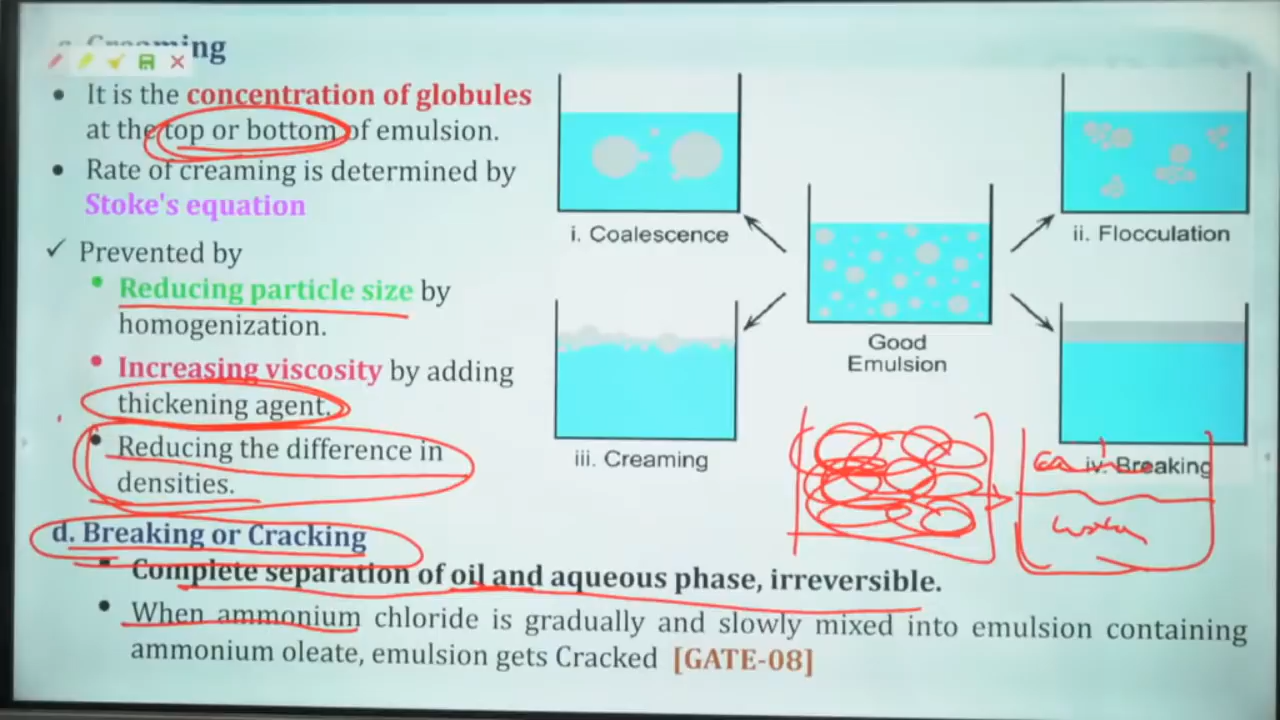 c. Creaming
• It is the concentration of globules
at the top or bottom of emulsion.
• Rate of creaming is determined by
Stoke's equation
✓ Prevented by
• Reducing particle size by
homogenization.
• Increasing viscosity by adding
thickening agent.
• Reducing the difference in
densities.
d. Breaking or Cracking
• Complete separation of oil and aqueous phase, irreversible.
• When ammonium chloride is gradually and slowly mixed into emulsion containing
ammonium oleate, emulsion gets Cracked [GATE-08]
i. Coalescence
ii. Flocculation
Good
Emulsion
iii. Creaming
iv. Breaking